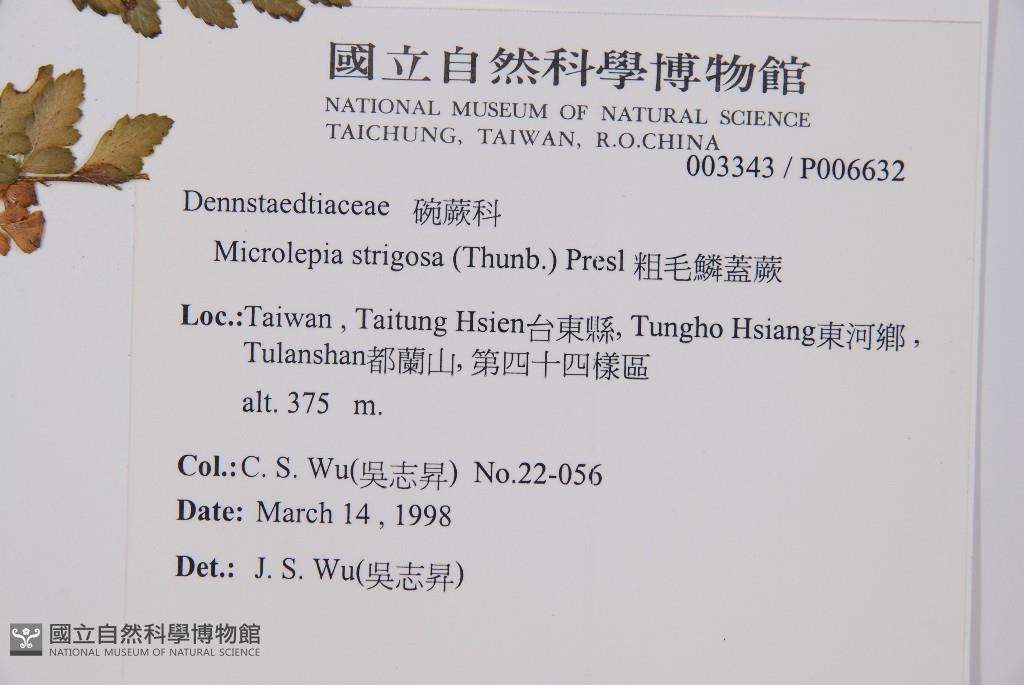 國立自然科學博物館
NATIONAL MUSEUM OF NATURAL SCIENCE
TAICHUNG, TAIWAN, R.O.CHINA
003343 / P006632
Dennstaedtiaceae 碗蕨科
Microlepia strigosa (Thunb.) Presl 粗毛鱗蓋蕨
Loc.:Taiwan , Taitung Hsien台東縣, Tungho Hsiang東河鄉 ,
Tulanshan都蘭山, 第四十四樣區
alt. 375 m.
Col.:C. S. Wu(吳志昇) No.22-056
Date: March 14 , 1998
Det.: J. S. Wu(吳志昇)
國立自然科學博物館
NATIONAL MUSEUM OF NATURAL SCIENCE